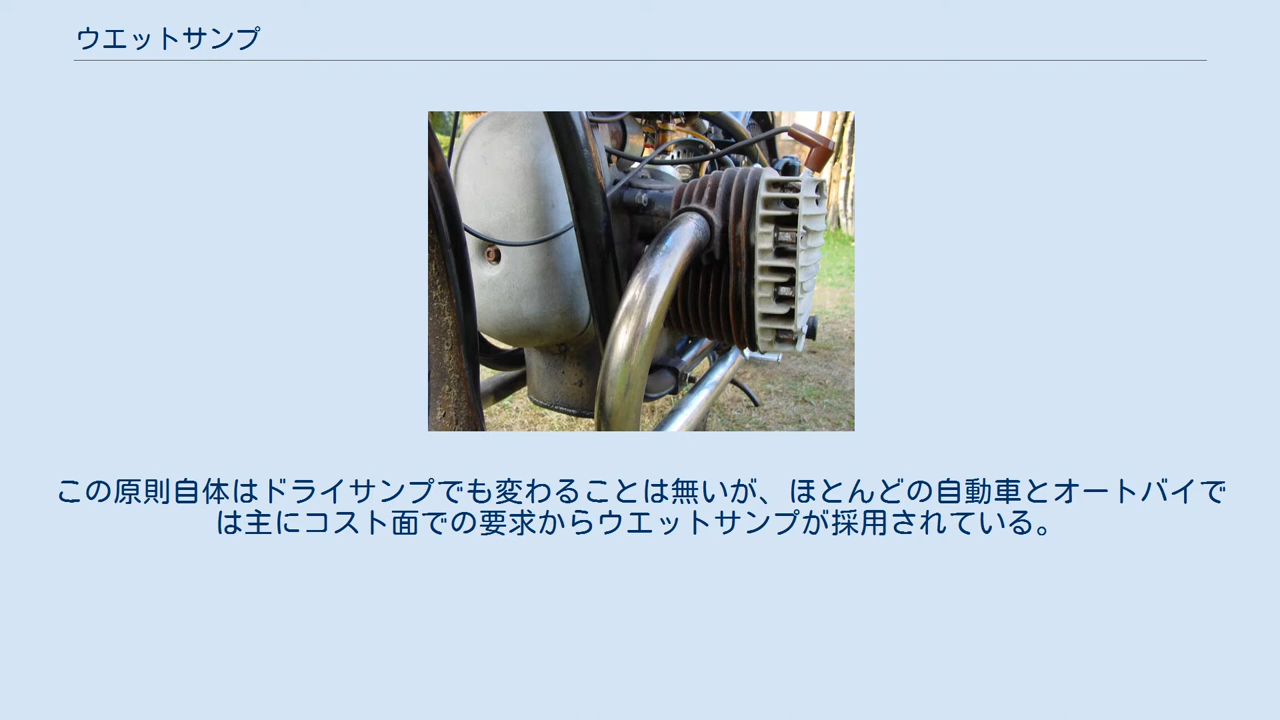 ウエットサンプ
この原則自体はドライサンプでも変わることは無いが、ほとんどの自動車とオートバイで
は主にコスト面での要求からウエットサンプが採用されている。